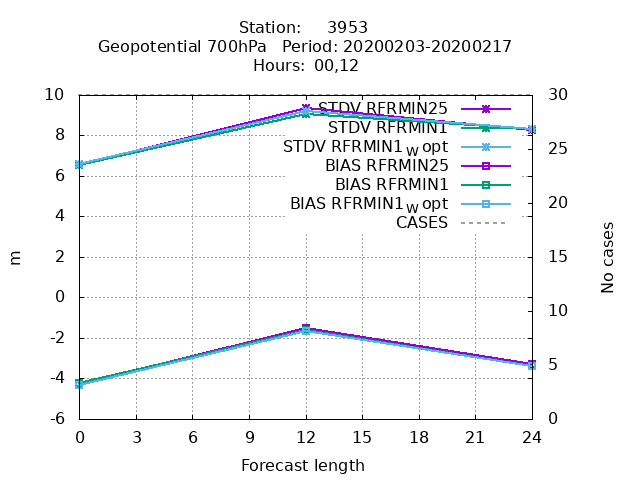 Station: 3953
Geopotential 700hPa Period: 20200203-20200217
Hours: 00,12
10
8
6
4
2
0
-2
-4
-6
m
STDV RFRMIN25
STDV RFRMIN1
STDV RFRMIN1w opt
BIAS RFRMIN25
BIAS RFRMIN1
BIAS RFRMIN1w opt
CASES
30
25
20
15
10
5
0
No cases
0 3 6 9 12 15 18 21 24
Forecast length